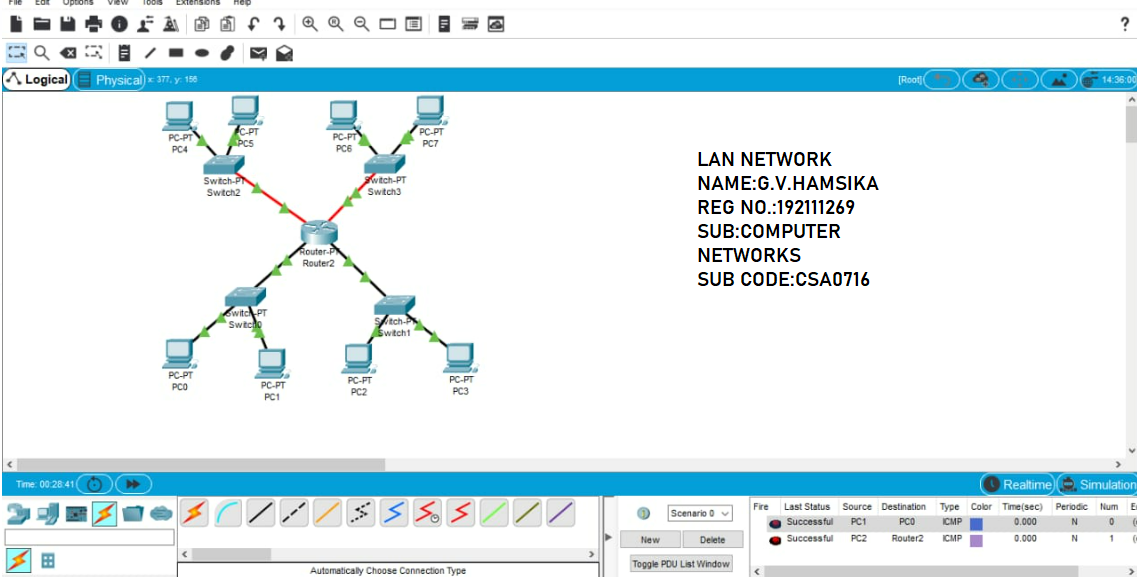 File Edit Options View Tools Extensions Help
?
Logical Physical x: 377, y: 156 [Root] 14:36:00
PC-PT PC-PT PC-PT PC-PT
PC4 PC5 PC6 PC7
Switch-PT Switch-PT
Switch2 Switch3
Router-PT
Router2
Switch-PT Switch-PT
Switch0 Switch1
PC-PT PC-PT PC-PT PC-PT
PC0 PC1 PC2 PC3
LAN NETWORK
NAME:G.V.HAMSIKA
REG NO.:192111269
SUB:COMPUTER
NETWORKS
SUB CODE:CSA0716
Time: 00:28:41 Realtime Simulation
Automatically Choose Connection Type
Scenario 0
New Delete
Toggle PDU List Window
Fire Last Status Source Destination Type Color Time(sec) Periodic Num
Successful PC1 PC0 ICMP 0.000 N 0
Successful PC2 Router2 ICMP 0.000 N 1